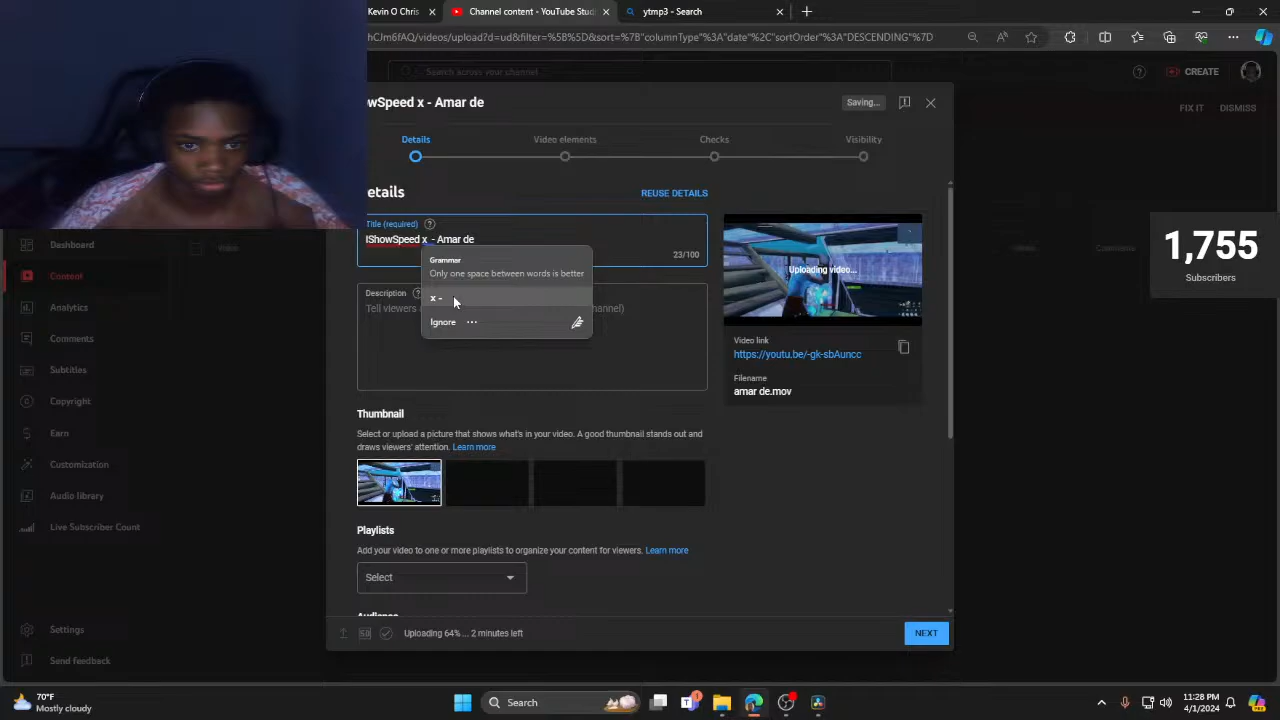 Kevin O Chris
Channel content - YouTube Stud
ytmp3 - Search
hCJm6fAQ/videos/upload?d=ud&filter=%5B%5D&sort=%7B"columnType"%3A"date"%2C"sortOrder"%3A"DESCENDING"%7D
Search across your channel
CREATE
FIX IT
DISMISS
howSpeed x - Amar de
Saving...
Details
Video elements
Checks
Visibility
etails
REUSE DETAILS
Title (required)
IShowSpeed x - Amar de
23/100
Grammar
Only one space between words is better
x -
Ignore ...
Description
Tell viewers
hannel)
Uploading video...
Video link
https://youtu.be/-gk-sbAuncc
Filename
amar de.mov
Thumbnail
Select or upload a picture that shows what's in your video. A good thumbnail stands out and
draws viewers' attention. Learn more
Playlists
Add your video to one or more playlists to organize your content for viewers. Learn more
Select
Audience
Uploading 64% ... 2 minutes left
NEXT
Dashboard
Content
Analytics
Comments
Subtitles
Copyright
Earn
Customization
Audio library
Live Subscriber Count
Settings
Send feedback
Video
Comments
1,755
Subscribers
70°F
Mostly cloudy
Search
11:28 PM
4/3/2024